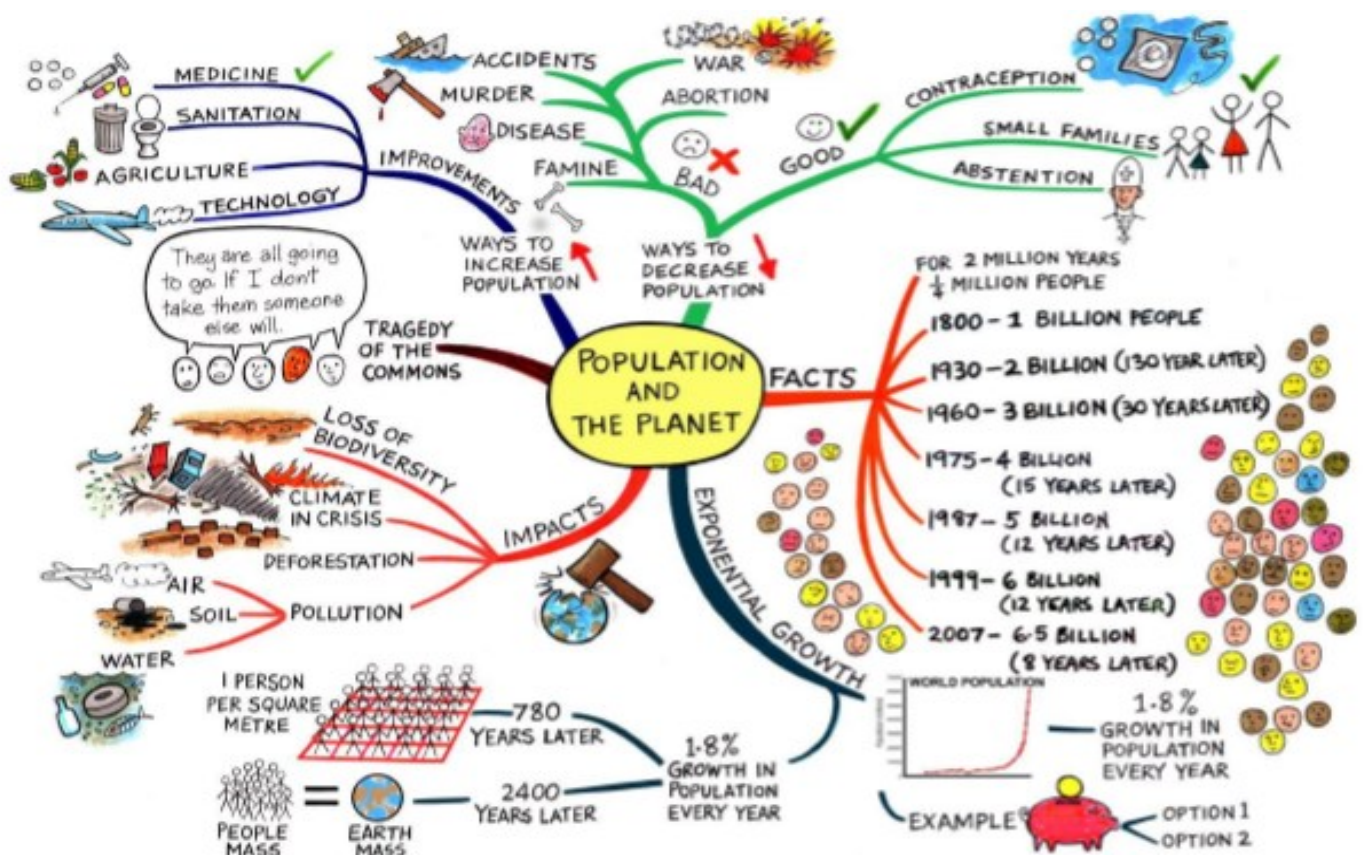 POPULATION
AND
THE PLANET
WAYS TO
INCREASE
POPULATION
IMPROVEMENTS
MEDICINE
SANITATION
AGRICULTURE
TECHNOLOGY
WAYS TO
DECREASE
POPULATION
BAD
ACCIDENTS
MURDER
DISEASE
FAMINE
WAR
ABORTION
GOOD
CONTRACEPTION
SMALL FAMILIES
ABSTENTION
FACTS
FOR 2 MILLION YEARS
1/4 MILLION PEOPLE
1800 - 1 BILLION PEOPLE
1930 - 2 BILLION (130 YEAR LATER)
1960 - 3 BILLION (30 YEARS LATER)
1975 - 4 BILLION
(15 YEARS LATER)
1987 - 5 BILLION
(12 YEARS LATER)
1999 - 6 BILLION
(12 YEARS LATER)
2007 - 6.5 BILLION
(8 YEARS LATER)
EXPONENTIAL GROWTH
WORLD POPULATION
1.8%
GROWTH IN
POPULATION
EVERY YEAR
EXAMPLE
OPTION 1
OPTION 2
1.8%
GROWTH IN
POPULATION
EVERY YEAR
780
YEARS LATER
1 PERSON
PER SQUARE
METRE
2400
YEARS LATER
PEOPLE
MASS
=
EARTH
MASS
IMPACTS
LOSS OF
BIODIVERSITY
CLIMATE
IN CRISIS
DEFORESTATION
POLLUTION
AIR
SOIL
WATER
TRAGEDY
OF THE
COMMONS
They are all going
to go. If I don't
take them someone
else will.